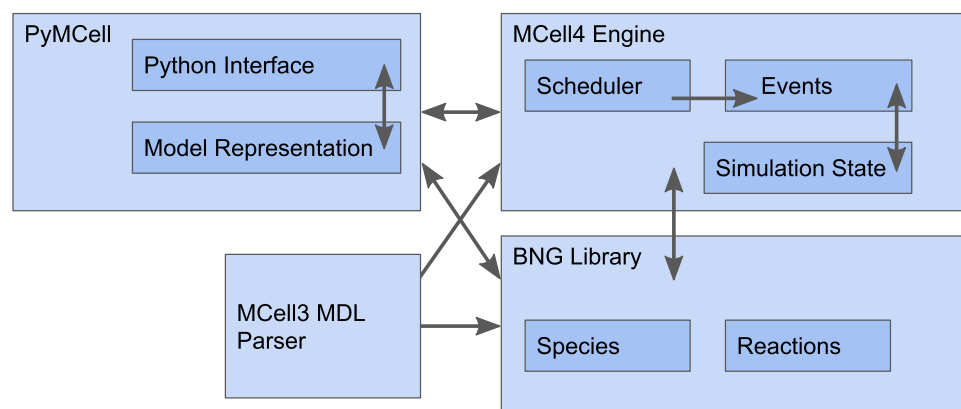 PyMCell
Python Interface
Model Representation
MCell4 Engine
Scheduler
Events
Simulation State
MCell3 MDL
Parser
BNG Library
Species
Reactions